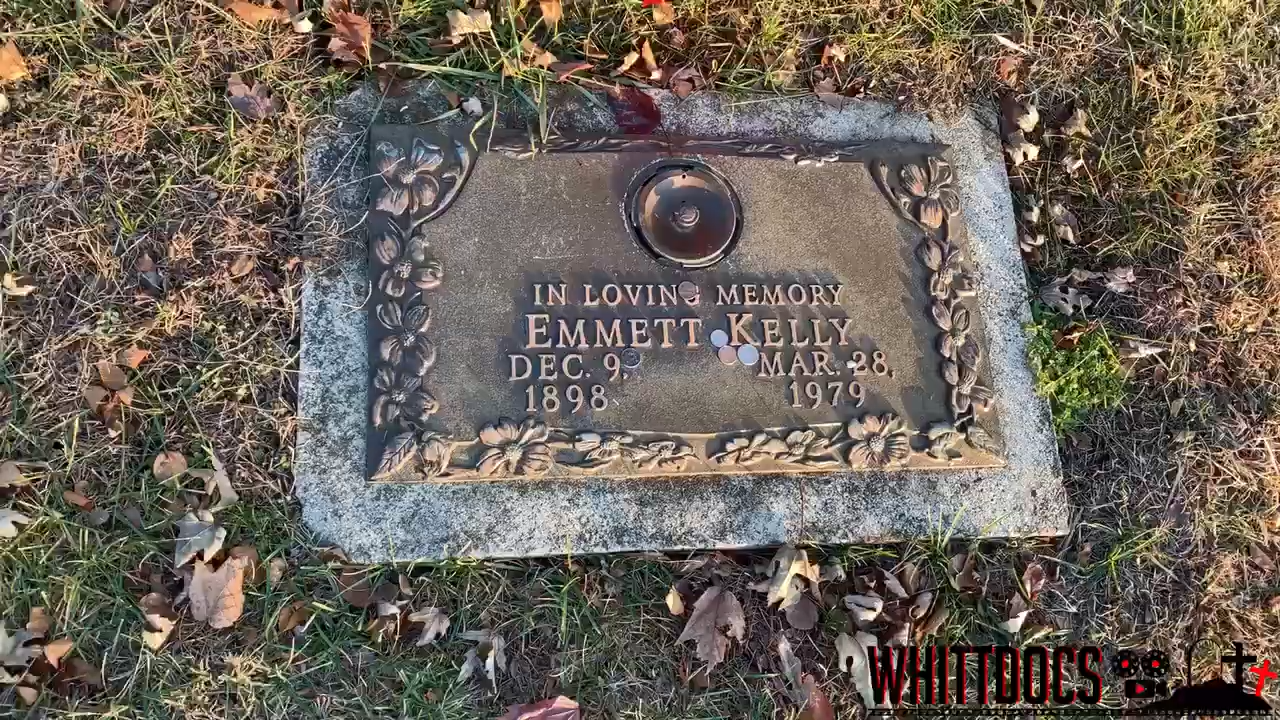 IN LOVING MEMORY
EMMETT KELLY
DEC. 9, MAR. 28,
1898 1979
WHITTDOCS